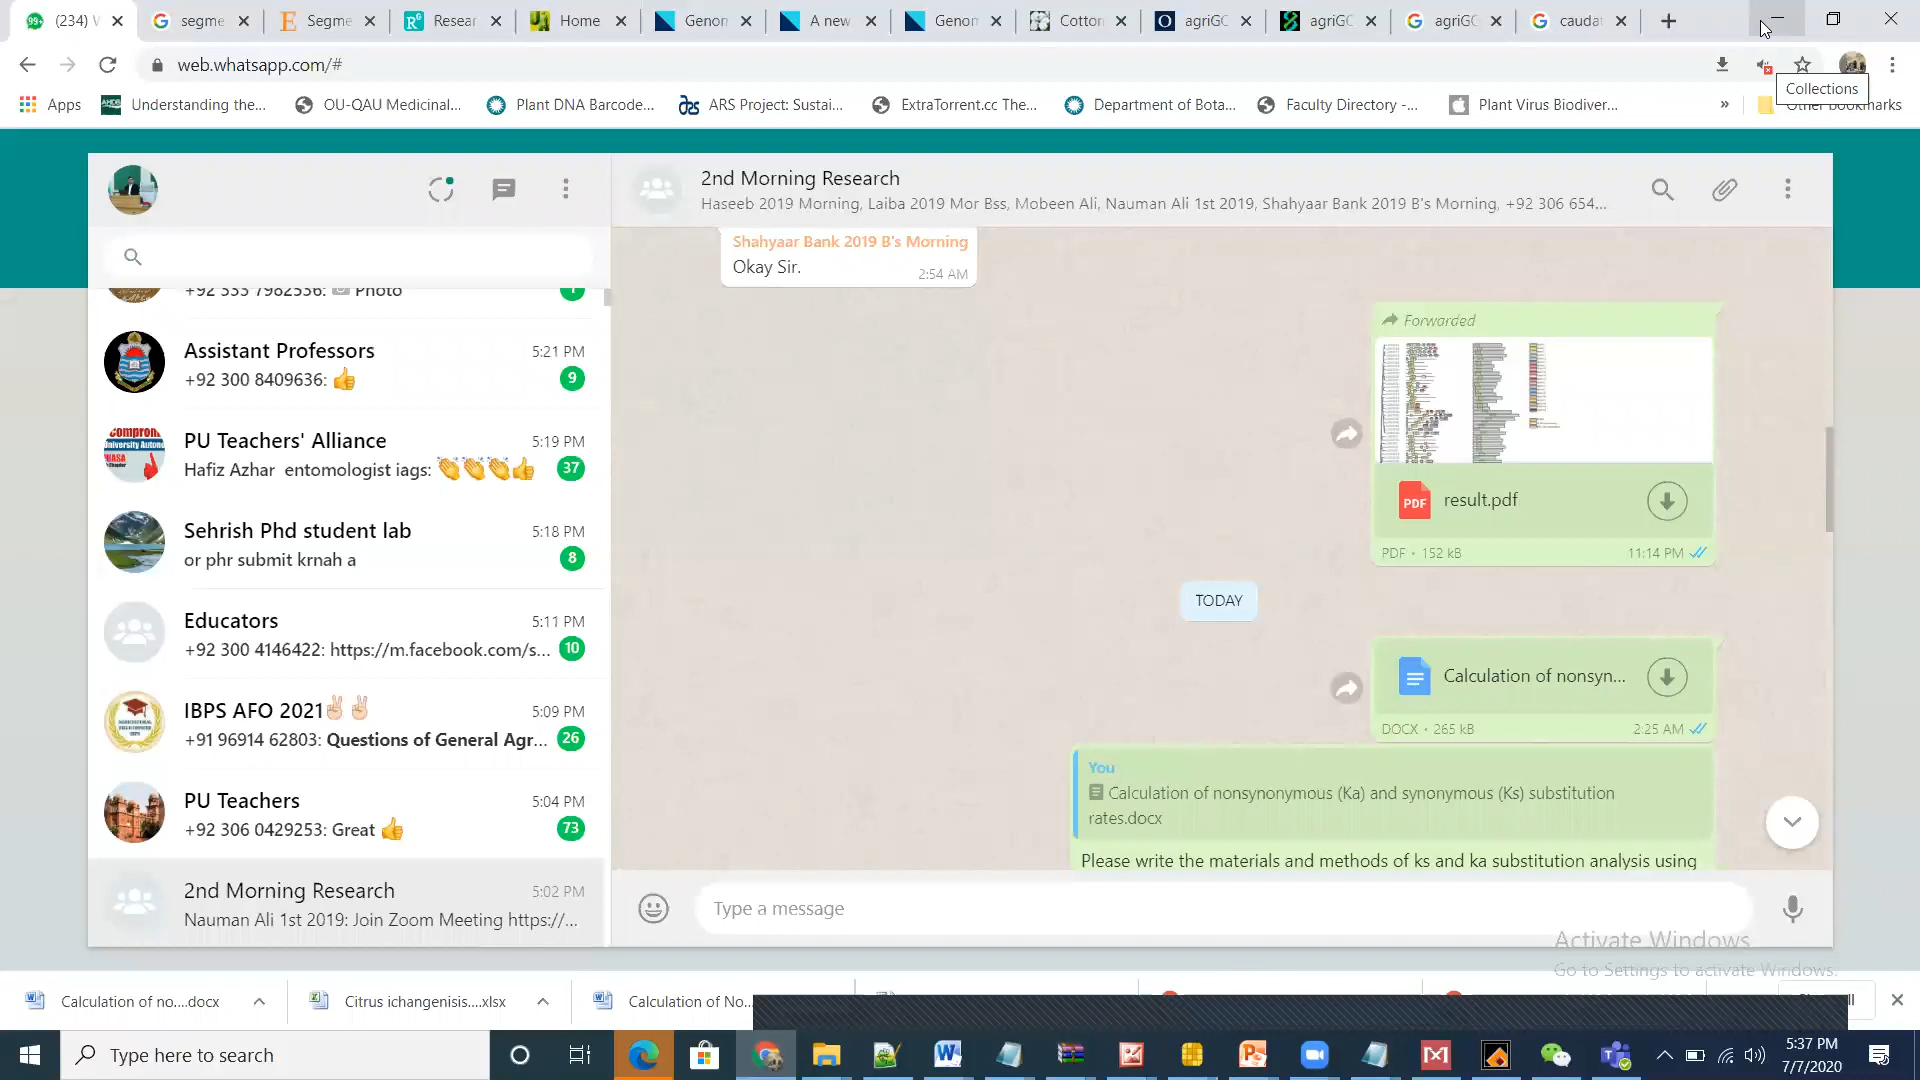 (234) W
segme
Segme
Resear
Home
Genon
A new
Genon
Cotton
agriGO
agriGO
agriGO
caudat
web.whatsapp.com/#
Collections
Apps
Understanding the...
OU-QAU Medicinal...
Plant DNA Barcode...
ARS Project: Sustai...
ExtraTorrent.cc The...
Department of Bota...
Faculty Directory -...
Plant Virus Biodiver...
»
Other bookmarks
2nd Morning Research
Haseeb 2019 Morning, Laiba 2019 Mor Bss, Mobeen Ali, Nauman Ali 1st 2019, Shahyaar Bank 2019 B's Morning, +92 306 654...
+92 333 7982536: Photo
1
Assistant Professors 5:21 PM
+92 300 8409636: 👍 9
PU Teachers' Alliance 5:19 PM
Hafiz Azhar entomologist iags: 👏👏👏👍 37
Sehrish Phd student lab 5:18 PM
or phr submit krnah a 8
Educators 5:11 PM
+92 300 4146422: https://m.facebook.com/s... 10
IBPS AFO 2021✌🏻✌🏻 5:09 PM
+91 96914 62803: Questions of General Agr... 26
PU Teachers 5:04 PM
+92 306 0429253: Great 👍 73
2nd Morning Research 5:02 PM
Nauman Ali 1st 2019: Join Zoom Meeting https://...
Shahyaar Bank 2019 B's Morning
Okay Sir. 2:54 AM
Forwarded
PDF result.pdf
PDF • 152 kB 11:14 PM
TODAY
Calculation of nonsyn...
DOCX • 265 kB 2:25 AM
You
Calculation of nonsynonymous (Ka) and synonymous (Ks) substitution
rates.docx
Please write the materials and methods of ks and ka substitution analysis using
Type a message
Activate Windows
Go to Settings to activate Windows.
Calculation of no....docx
Citrus ichangenisis....xlsx
Calculation of No...
Type here to search
5:37 PM
7/7/2020